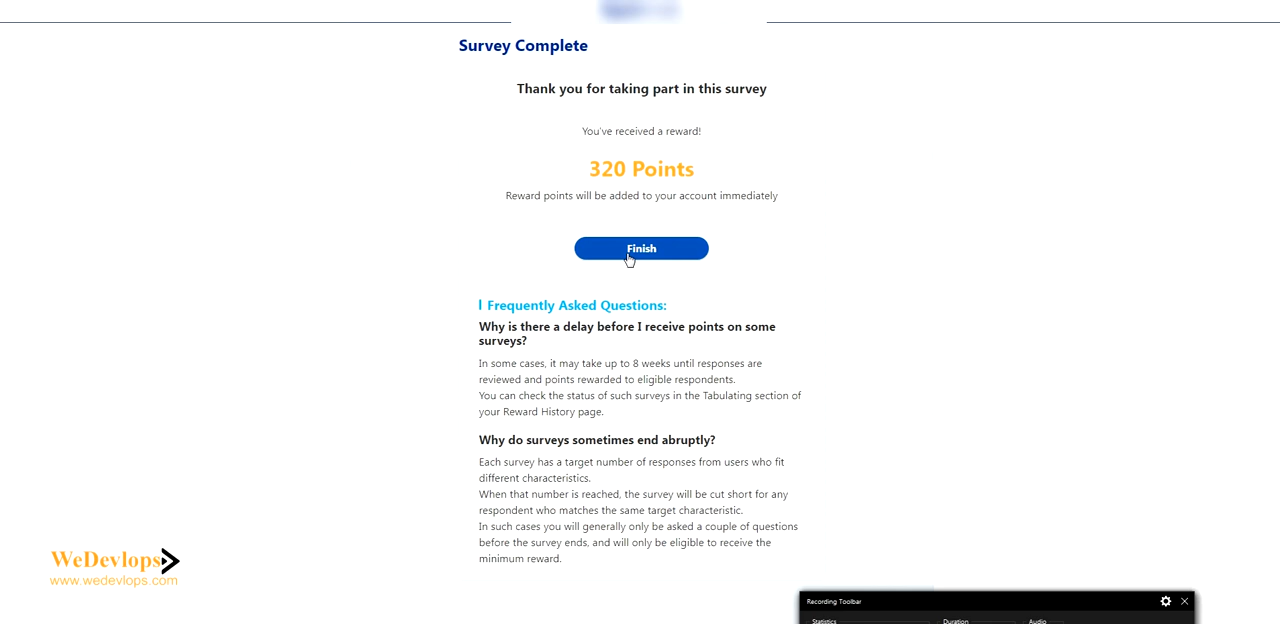 Survey Complete
Thank you for taking part in this survey
You've received a reward!
320 Points
Reward points will be added to your account immediately
Finish
Frequently Asked Questions:
Why is there a delay before I receive points on some
surveys?
In some cases, it may take up to 8 weeks until responses are
reviewed and points rewarded to eligible respondents.
You can check the status of such surveys in the Tabulating section of
your Reward History page.
Why do surveys sometimes end abruptly?
Each survey has a target number of responses from users who fit
different characteristics.
When that number is reached, the survey will be cut short for any
respondent who matches the same target characteristic.
In such cases you will generally only be asked a couple of questions
before the survey ends, and will only be eligible to receive the
minimum reward.
WeDevlops
www.wedevlops.com
Recording Toolbar
Statistics Duration Audio